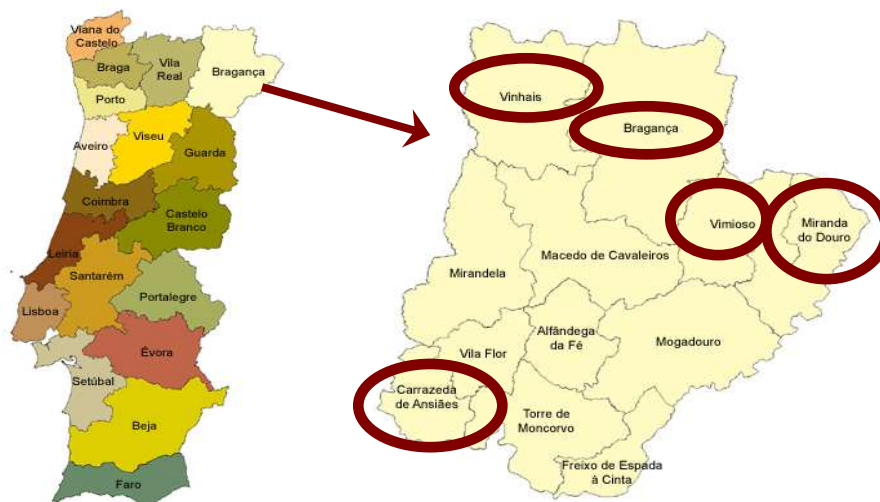 Viana do
Castelo
Braga
Vila
Real
Bragança
Porto
Aveiro
Viseu
Guarda
Coimbra
Castelo
Branco
Leiria
Santarém
Lisboa
Portalegre
Évora
Setúbal
Beja
Faro
Vinhais
Bragança
Vimioso
Miranda
do Douro
Macedo de Cavaleiros
Mirandela
Alfândega
da Fé
Mogadouro
Vila Flor
Carrazeda
de Ansiães
Torre de
Moncorvo
Freixo de Espada
à Cinta